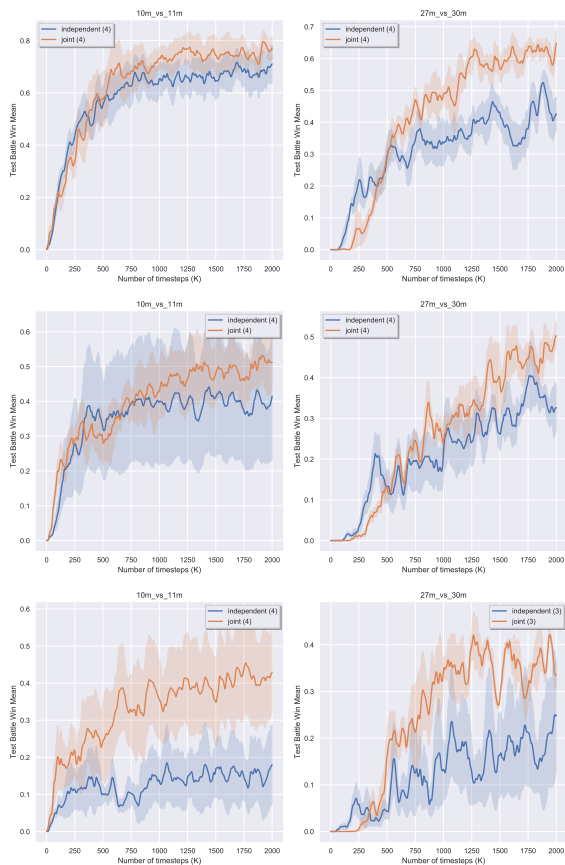 10m_vs_11m
independent (4)
joint (4)
Test Battle Win Mean
0.8
0.6
0.4
0.2
0.0
0 250 500 750 1000 1250 1500 1750 2000
Number of timesteps (K)
27m_vs_30m
independent (4)
joint (4)
Test Battle Win Mean
0.7
0.6
0.5
0.4
0.3
0.2
0.1
0.0
0 250 500 750 1000 1250 1500 1750 2000
Number of timesteps (K)
10m_vs_11m
independent (4)
joint (4)
Test Battle Win Mean
0.6
0.5
0.4
0.3
0.2
0.1
0.0
0 250 500 750 1000 1250 1500 1750 2000
Number of timesteps (K)
27m_vs_30m
independent (4)
joint (4)
Test Battle Win Mean
0.5
0.4
0.3
0.2
0.1
0.0
0 250 500 750 1000 1250 1500 1750 2000
Number of timesteps (K)
10m_vs_11m
independent (4)
joint (4)
Test Battle Win Mean
0.6
0.5
0.4
0.3
0.2
0.1
0.0
0 250 500 750 1000 1250 1500 1750 2000
Number of timesteps (K)
27m_vs_30m
independent (3)
joint (3)
Test Battle Win Mean
0.4
0.3
0.2
0.1
0.0
0 250 500 750 1000 1250 1500 1750 2000
Number of timesteps (K)